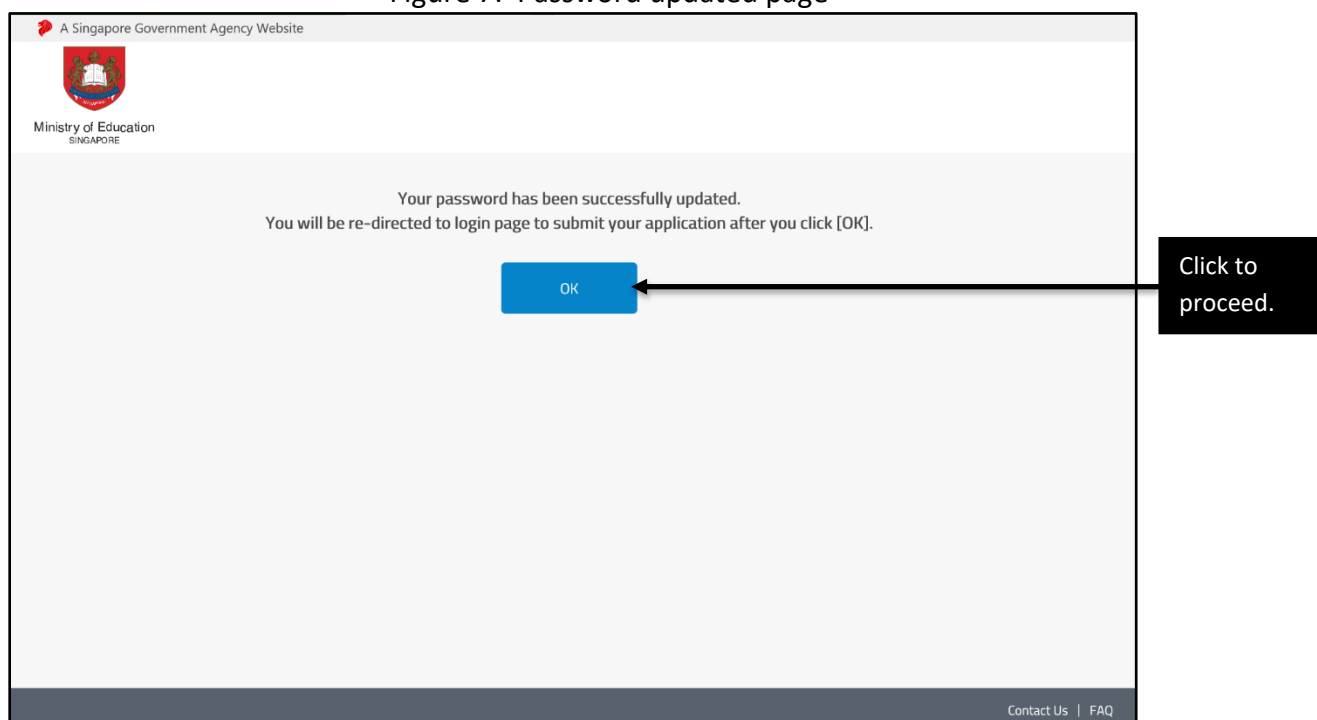 Figure 7: Password updated page
A Singapore Government Agency Website
Ministry of Education
SINGAPORE
Your password has been successfully updated.
You will be re-directed to login page to submit your application after you click [OK].
OK
Click to
proceed.
Contact Us | FAQ